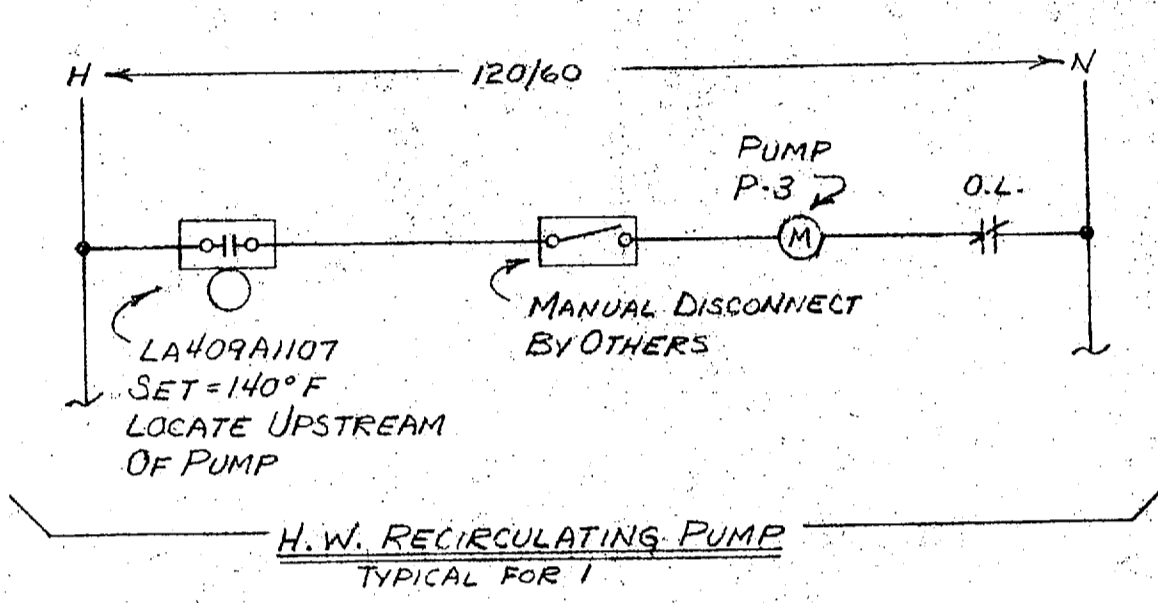 H 120/60 N
PUMP
P-3
O.L.
M
MANUAL DISCONNECT
BY OTHERS
LA409A1107
SET = 140° F
LOCATE UPSTREAM
OF PUMP
H. W. RECIRCULATING PUMP
TYPICAL FOR 1